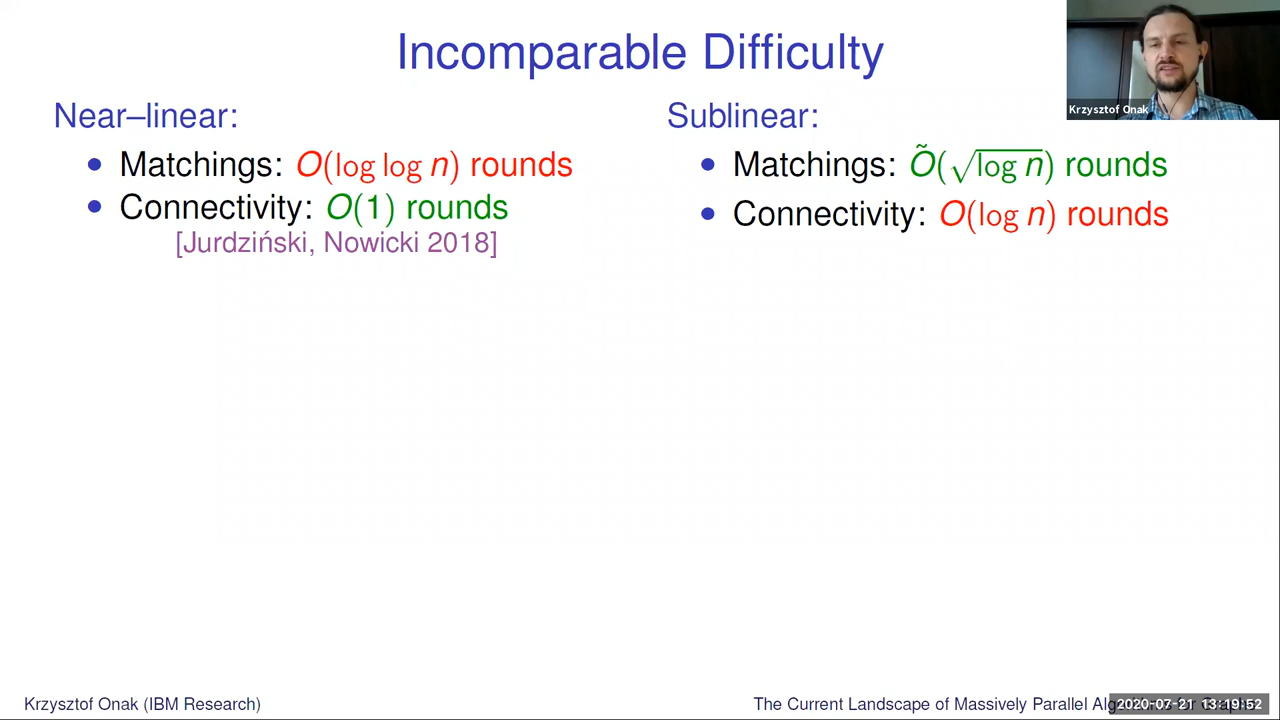 Incomparable Difficulty
Krzysztof Onak
Near–linear:
• Matchings: O(log log n) rounds
• Connectivity: O(1) rounds
[Jurdziński, Nowicki 2018]
Sublinear:
• Matchings: Õ(√log n) rounds
• Connectivity: O(log n) rounds
Krzysztof Onak (IBM Research)
The Current Landscape of Massively Parallel
2020-07-21 13:19:52